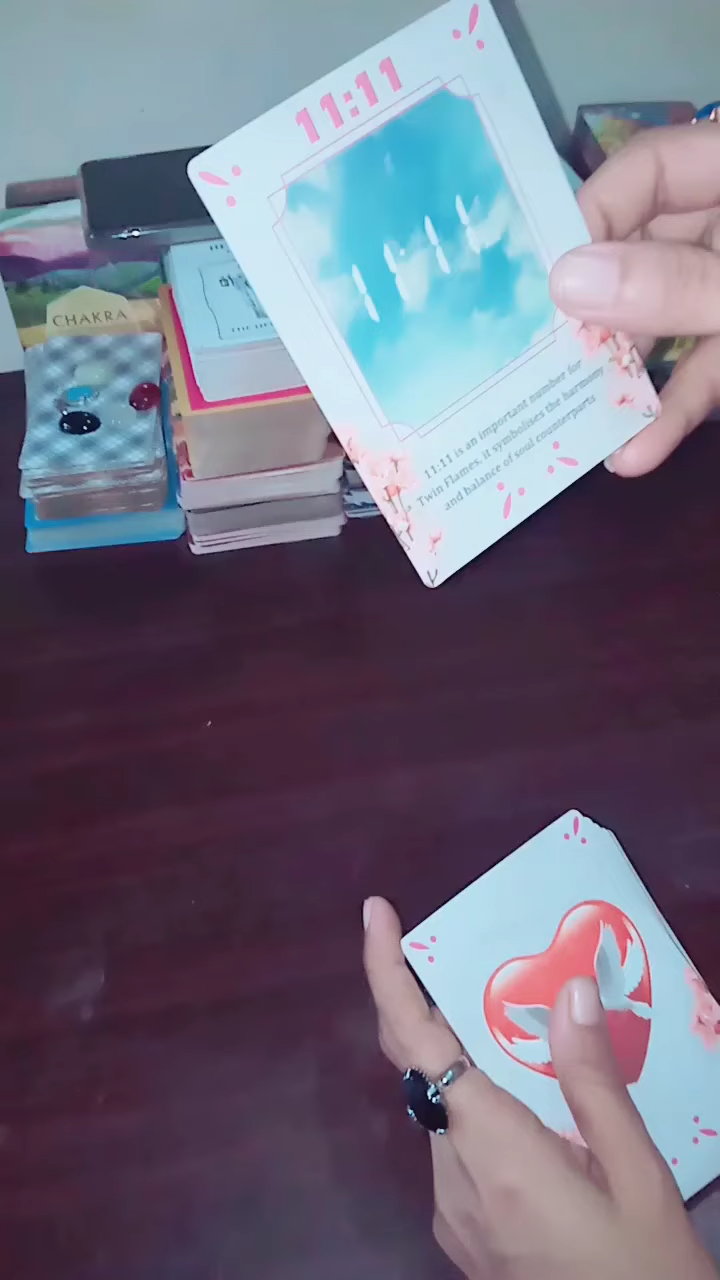 11:11
11:11 is an important number for
Twin Flames, it symbolises the harmony
and balance of soul counterparts
CHAKRA